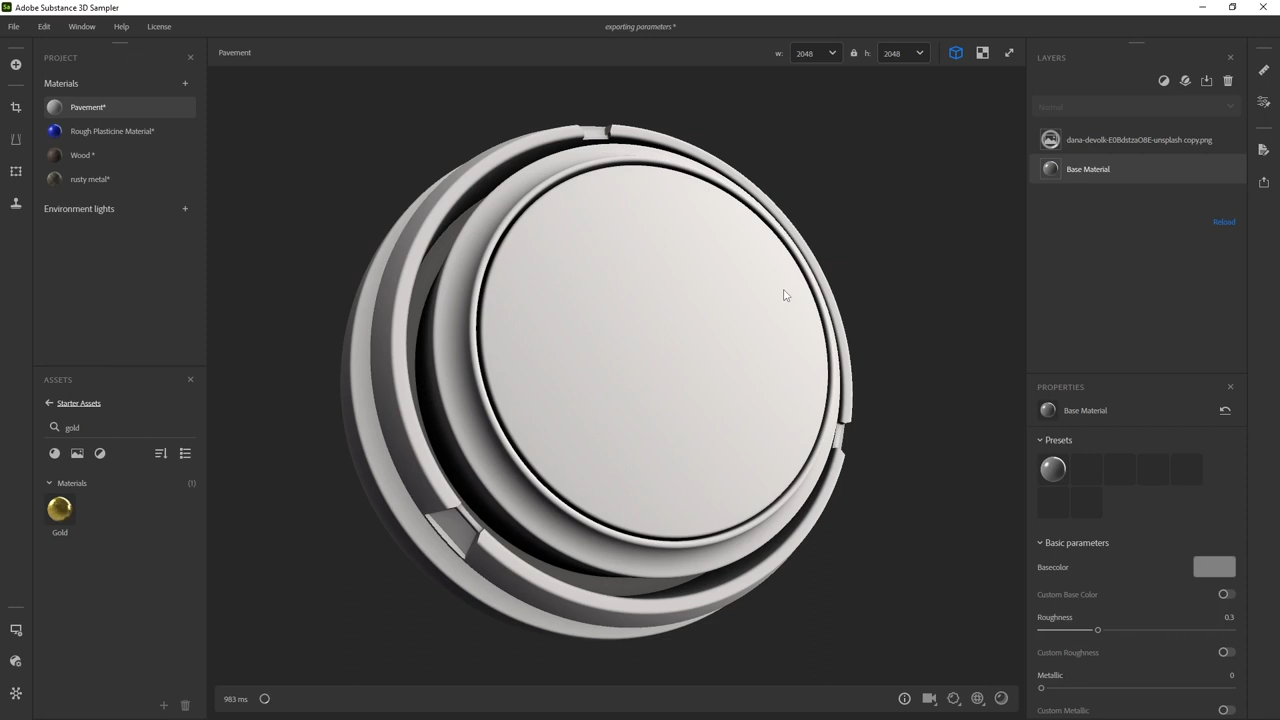 Sa Adobe Substance 3D Sampler
File Edit Window Help License
exporting parameters *
PROJECT
Materials
Pavement*
Rough Plasticine Material*
Wood *
rusty metal*
Environment lights
ASSETS
Starter Assets
gold
Materials (1)
Gold
Pavement
w: 2048 h: 2048
983 ms
LAYERS
Normal
dana-devolk-E0BdstzaO8E-unsplash copy.png
Base Material
Reload
PROPERTIES
Base Material
Presets
Basic parameters
Basecolor
Custom Base Color
Roughness 0.3
Custom Roughness
Metallic 0
Custom Metallic